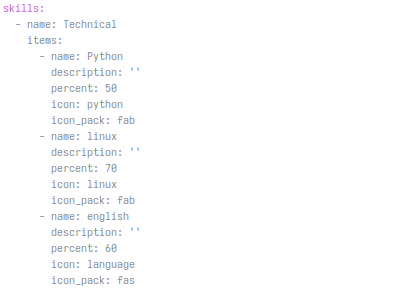 skills:
  - name: Technical
    items:
      - name: Python
        description: ''
        percent: 50
        icon: python
        icon_pack: fab
      - name: linux
        description: ''
        percent: 70
        icon: linux
        icon_pack: fab
      - name: english
        description: ''
        percent: 60
        icon: language
        icon_pack: fas